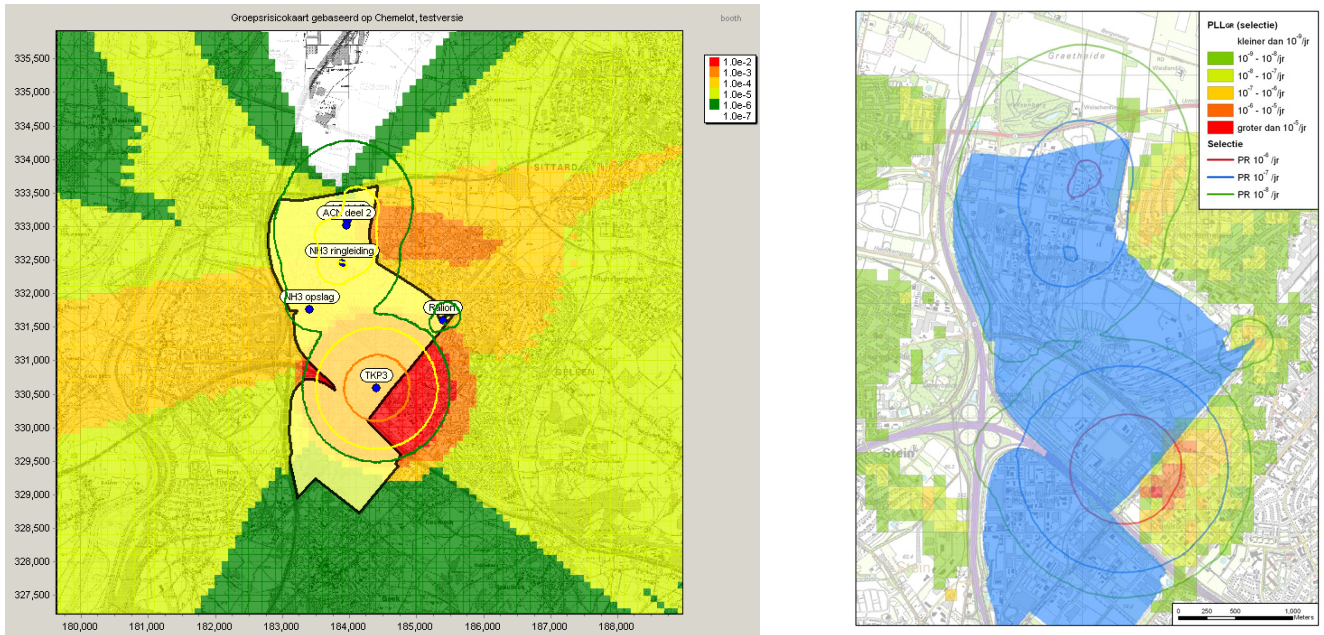 Groepsrisicokaart gebaseerd op Chemelot, testversie
booth
335,500
335,000
334,500
334,000
333,500
333,000
332,500
332,000
331,500
331,000
330,500
330,000
329,500
329,000
328,500
328,000
327,500
180,000 181,000 182,000 183,000 184,000 185,000 186,000 187,000 188,000
1.0e-2
1.0e-3
1.0e-4
1.0e-5
1.0e-6
1.0e-7
SITTARD
ACN deel 2
NH3 ringleiding
NH3 opslag
TKP3
GELEEN
PLLGR (selectie)
kleiner dan 10⁻⁹/jr
10⁻⁹ - 10⁻⁸/jr
10⁻⁸ - 10⁻⁷/jr
10⁻⁷ - 10⁻⁶/jr
10⁻⁶ - 10⁻⁵/jr
groter dan 10⁻⁵/jr
Selectie
PR 10⁻⁶ /jr
PR 10⁻⁷ /jr
PR 10⁻⁸ /jr
Graetheide
Stein
0 250 500 1,000
Meters